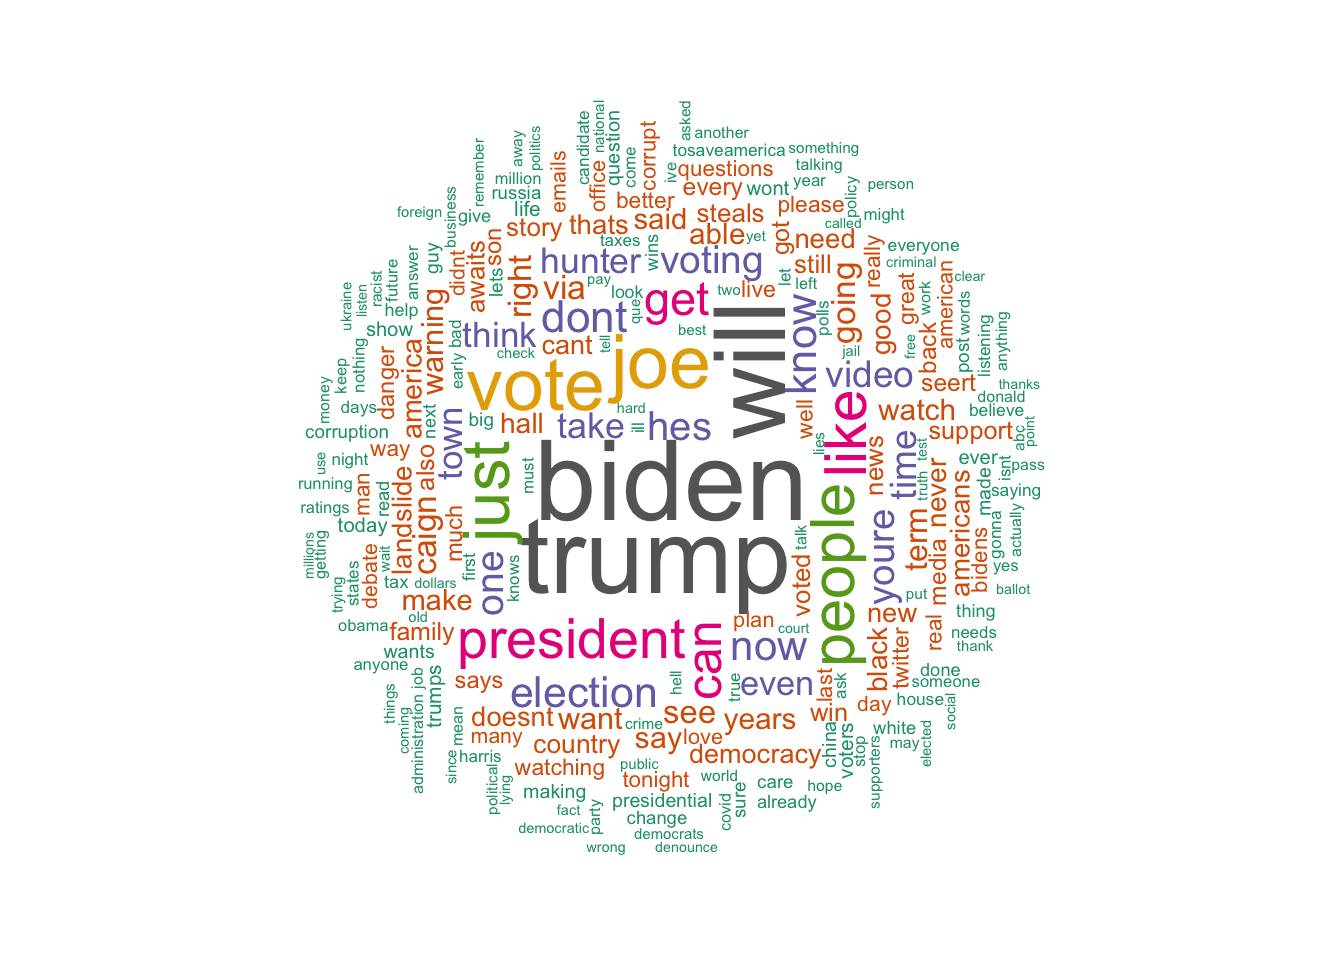 biden
trump
will
joe
vote
just
people
president
like
can
get
election
now
dont
hes
know
voting
hunter
think
take
town
one
even
youre
time
video
able
said
steals
thats
story
via
right
cant
hall
warning
america
awaits
son
didnt
danger
landslide
also
caign
way
man
much
debate
make
family
says
doesnt
want
many
country
watching
tonight
see
say
love
years
democracy
plan
voted
win
last
day
black
twitter
new
real
media
never
term
americans
bidens
news
well
watch
support
seert
back
american
great
good
really
going
still
need
got
please
live
every
better
questions
office
emails
corrupt
asked
another
tosaveamerica
something
talking
year
person
policy
might
called
everyone
criminal
clear
work
free
words
post
listening
anything
thanks
donald
believe
abc
point
ever
isnt
pass
made
saying
gonna
actually
yes
ballot
thing
needs
thank
done
someone
house
social
white
may
elected
stop
supporters
voters
china
hope
care
already
sure
covid
world
public
presidential
change
democrats
denounce
wrong
party
fact
democratic
making
lying
political
harris
since
mean
trumps
job
administration
coming
things
anyone
wants
obama
old
tax
dollars
states
trying
getting
millions
wait
today
read
ratings
running
use
night
corruption
days
money
keep
nothing
show
help
ukraine
listen
racist
future
answer
guy
foreign
give
business
remember
life
russia
million
away
politics
candidate
national
question
come
ive
wont
taxes
wins
yet
let
left
two
pay
look
que
best
tell
check
bad
early
lets
next
big
hard
ill
must
first
knows
talk
court
true
hell
crime
ask
put
truth
test
lies
jail
polls